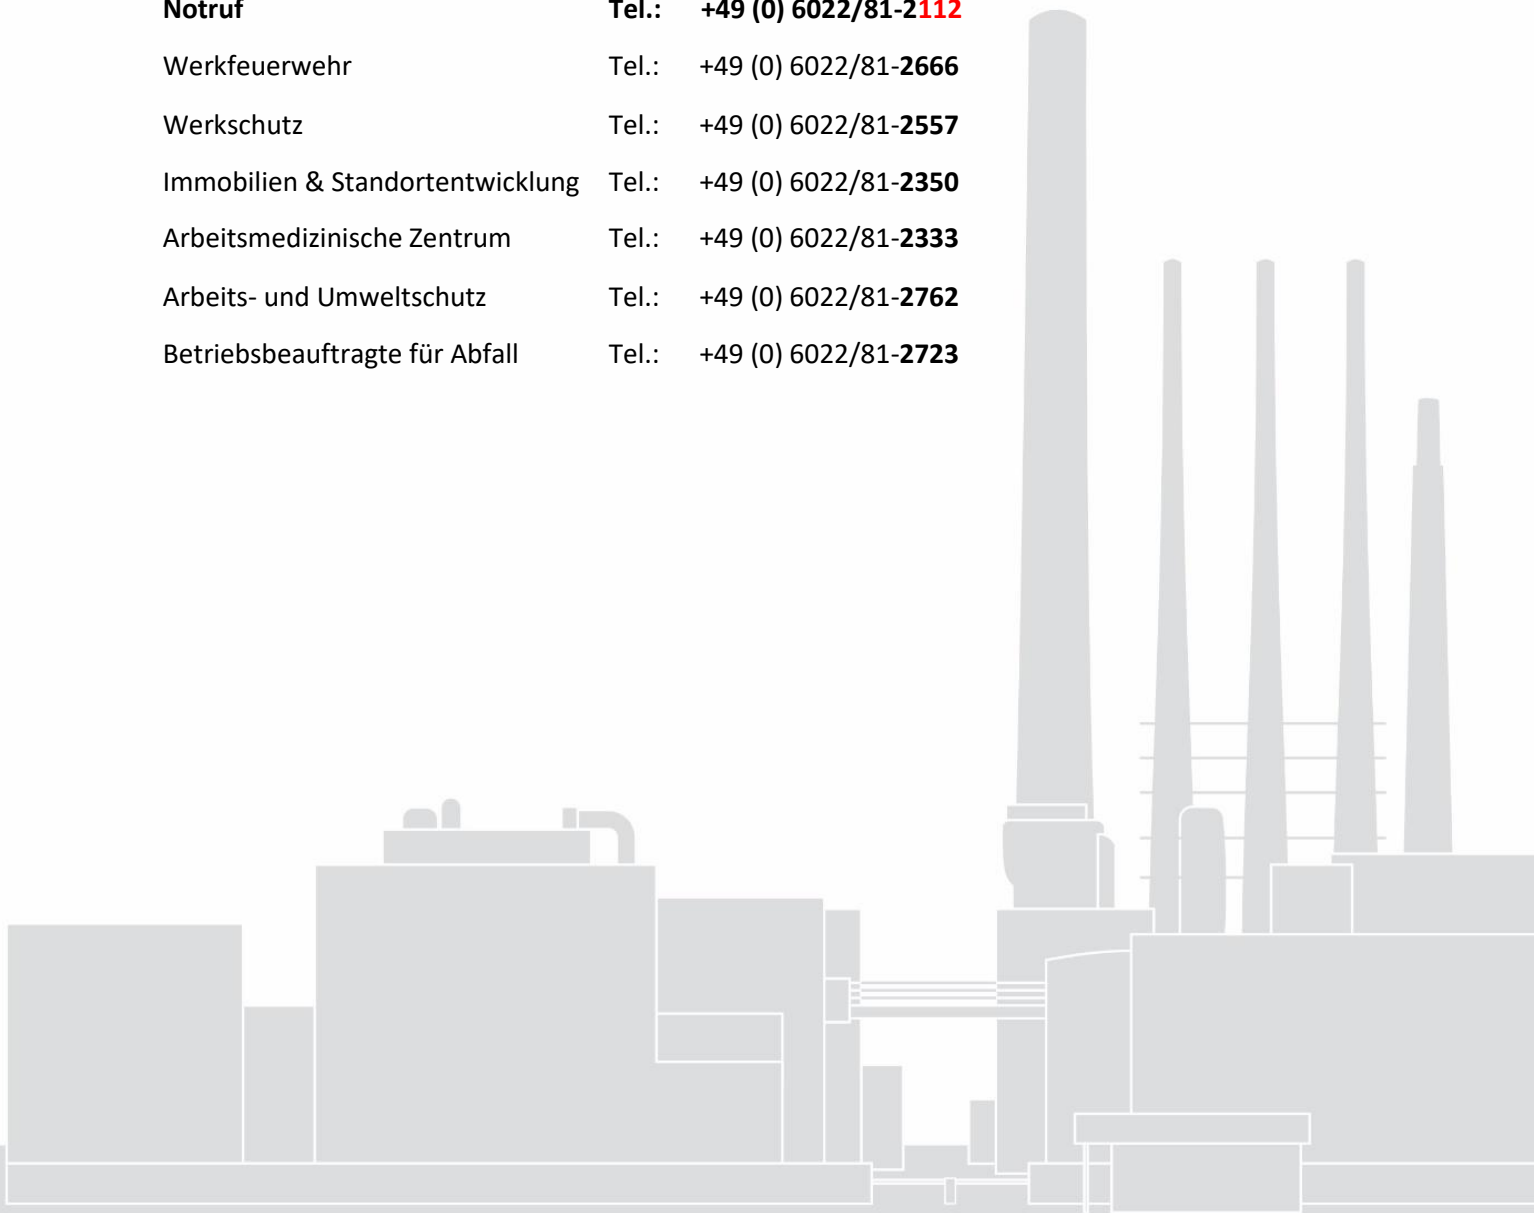 Notruf Tel.: +49 (0) 6022/81-2112
Werkfeuerwehr Tel.: +49 (0) 6022/81-2666
Werkschutz Tel.: +49 (0) 6022/81-2557
Immobilien & Standortentwicklung Tel.: +49 (0) 6022/81-2350
Arbeitsmedizinische Zentrum Tel.: +49 (0) 6022/81-2333
Arbeits- und Umweltschutz Tel.: +49 (0) 6022/81-2762
Betriebsbeauftragte für Abfall Tel.: +49 (0) 6022/81-2723